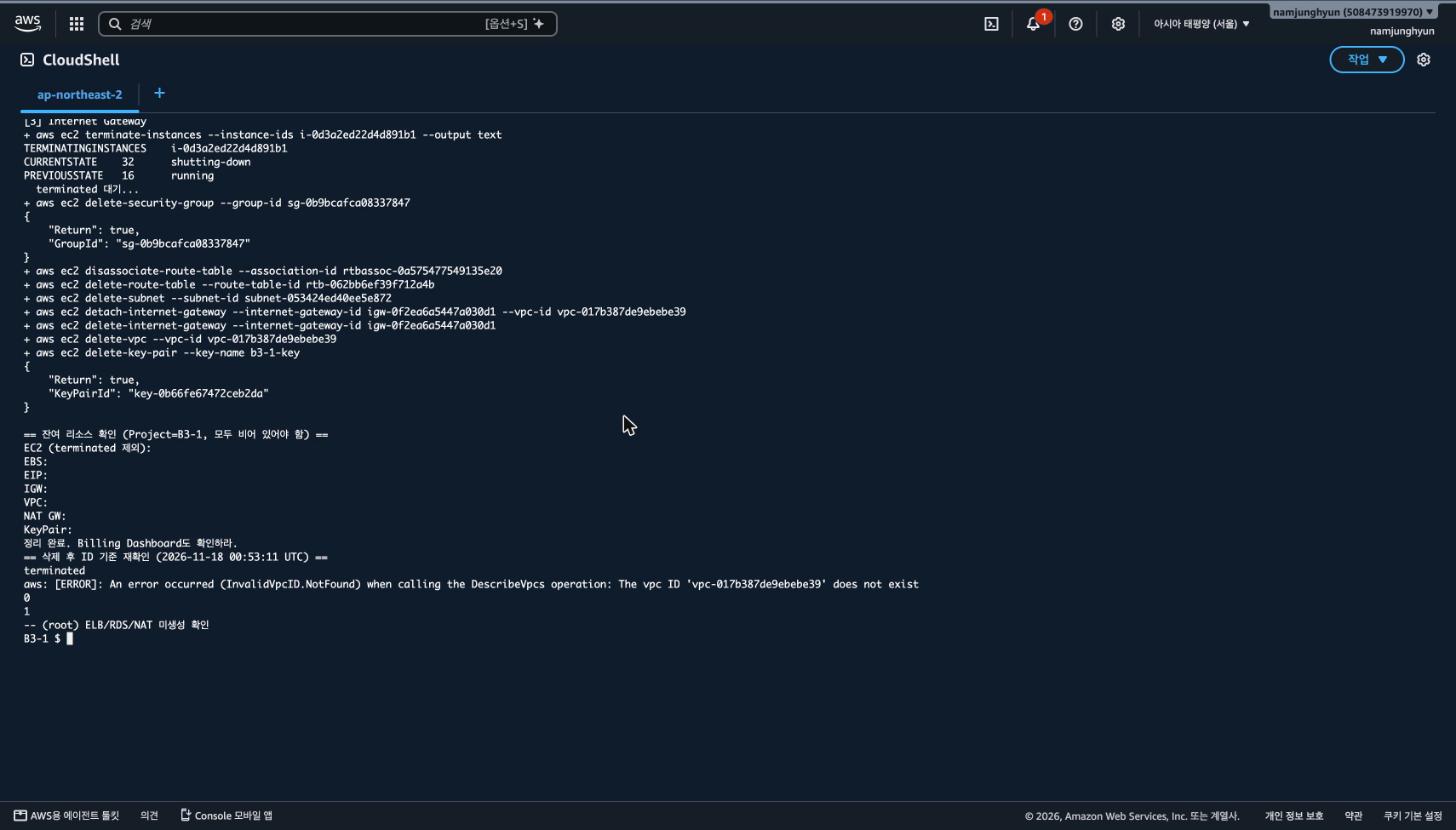 aws
검색
[옵션+S]
1
아시아 태평양 (서울) ▼
namjunghyun (508473919970) ▼
namjunghyun
CloudShell
작업 ▼
ap-northeast-2
+
[3] Internet Gateway
+ aws ec2 terminate-instances --instance-ids i-0d3a2ed22d4d891b1 --output text
TERMINATINGINSTANCES i-0d3a2ed22d4d891b1
CURRENTSTATE 32 shutting-down
PREVIOUSSTATE 16 running
terminated 대기...
+ aws ec2 delete-security-group --group-id sg-0b9bcafca08337847
{
"Return": true,
"GroupId": "sg-0b9bcafca08337847"
}
+ aws ec2 disassociate-route-table --association-id rtbassoc-0a575477549135e20
+ aws ec2 delete-route-table --route-table-id rtb-062bb6ef39f712a4b
+ aws ec2 delete-subnet --subnet-id subnet-053424ed40ee5e872
+ aws ec2 detach-internet-gateway --internet-gateway-id igw-0f2ea6a5447a030d1 --vpc-id vpc-017b387de9ebebe39
+ aws ec2 delete-internet-gateway --internet-gateway-id igw-0f2ea6a5447a030d1
+ aws ec2 delete-vpc --vpc-id vpc-017b387de9ebebe39
+ aws ec2 delete-key-pair --key-name b3-1-key
{
"Return": true,
"KeyPairId": "key-0b66fe67472ceb2da"
}
== 잔여 리소스 확인 (Project=B3-1, 모두 비어 있어야 함) ==
EC2 (terminated 제외):
EBS:
EIP:
IGW:
VPC:
NAT GW:
KeyPair:
정리 완료. Billing Dashboard도 확인하라.
== 삭제 후 ID 기준 재확인 (2026-11-18 00:53:11 UTC) ==
terminated
aws: [ERROR]: An error occurred (InvalidVpcID.NotFound) when calling the DescribeVpcs operation: The vpc ID 'vpc-017b387de9ebebe39' does not exist
0
1
-- (root) ELB/RDS/NAT 미생성 확인
B3-1 $
AWS용 에이전트 툴킷 의견 Console 모바일 앱
© 2026, Amazon Web Services, Inc. 또는 계열사. 개인 정보 보호 약관 쿠키 기본 설정